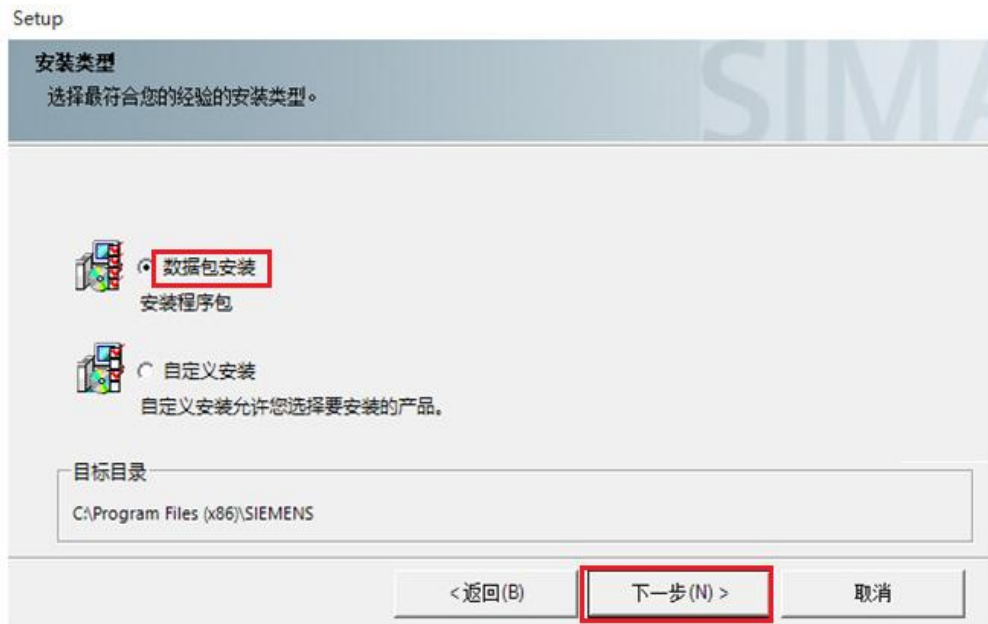 Setup
安装类型
选择最符合您的经验的安装类型。
SIMA
数据包安装
安装程序包
自定义安装
自定义安装允许您选择要安装的产品。
目标目录
C:\Program Files (x86)\SIEMENS
<返回(B)
下一步(N) >
取消